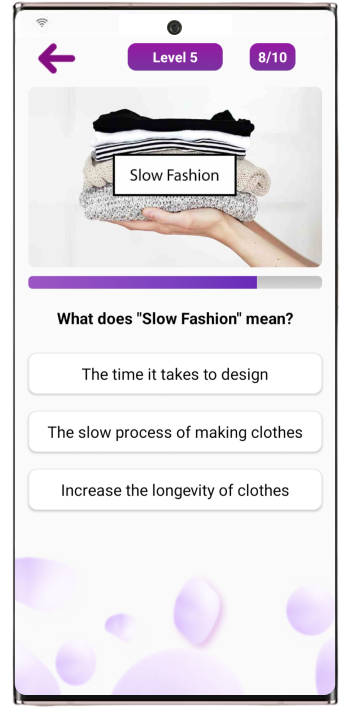 Level 5
8/10
Slow Fashion
What does "Slow Fashion" mean?
The time it takes to design
The slow process of making clothes
Increase the longevity of clothes